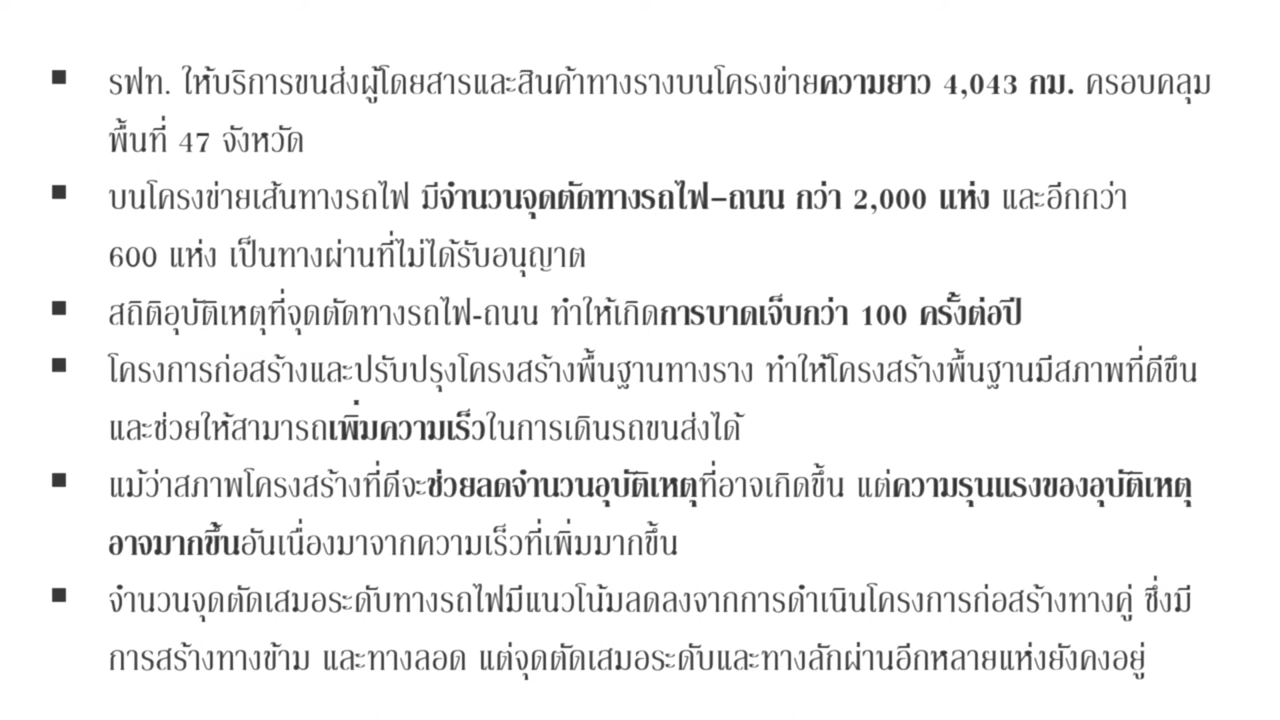 ▪ รฟท. ให้บริการขนส่งผู้โดยสารและสินค้าทางรางบนโครงข่ายความยาว 4,043 กม. ครอบคลุม
พื้นที่ 47 จังหวัด
▪ บนโครงข่ายเส้นทางรถไฟ มีจำนวนจุดตัดทางรถไฟ–ถนน กว่า 2,000 แห่ง และอีกกว่า
600 แห่ง เป็นทางผ่านที่ไม่ได้รับอนุญาต
▪ สถิติอุบัติเหตุที่จุดตัดทางรถไฟ-ถนน ทำให้เกิดการบาดเจ็บกว่า 100 ครั้งต่อปี
▪ โครงการก่อสร้างและปรับปรุงโครงสร้างพื้นฐานทางราง ทำให้โครงสร้างพื้นฐานมีสภาพที่ดีขึน
และช่วยให้สามารถเพิ่มความเร็วในการเดินรถขนส่งได้
▪ แม้ว่าสภาพโครงสร้างที่ดีจะช่วยลดจำนวนอุบัติเหตุที่อาจเกิดขึ้น แต่ความรุนแรงของอุบัติเหตุ
อาจมากขึ้นอันเนื่องมาจากความเร็วที่เพิ่มมากขึ้น
▪ จำนวนจุดตัดเสมอระดับทางรถไฟมีแนวโน้มลดลงจากการดำเนินโครงการก่อสร้างทางคู่ ซึ่งมี
การสร้างทางข้าม และทางลอด แต่จุดตัดเสมอระดับและทางลักผ่านอีกหลายแห่งยังคงอยู่